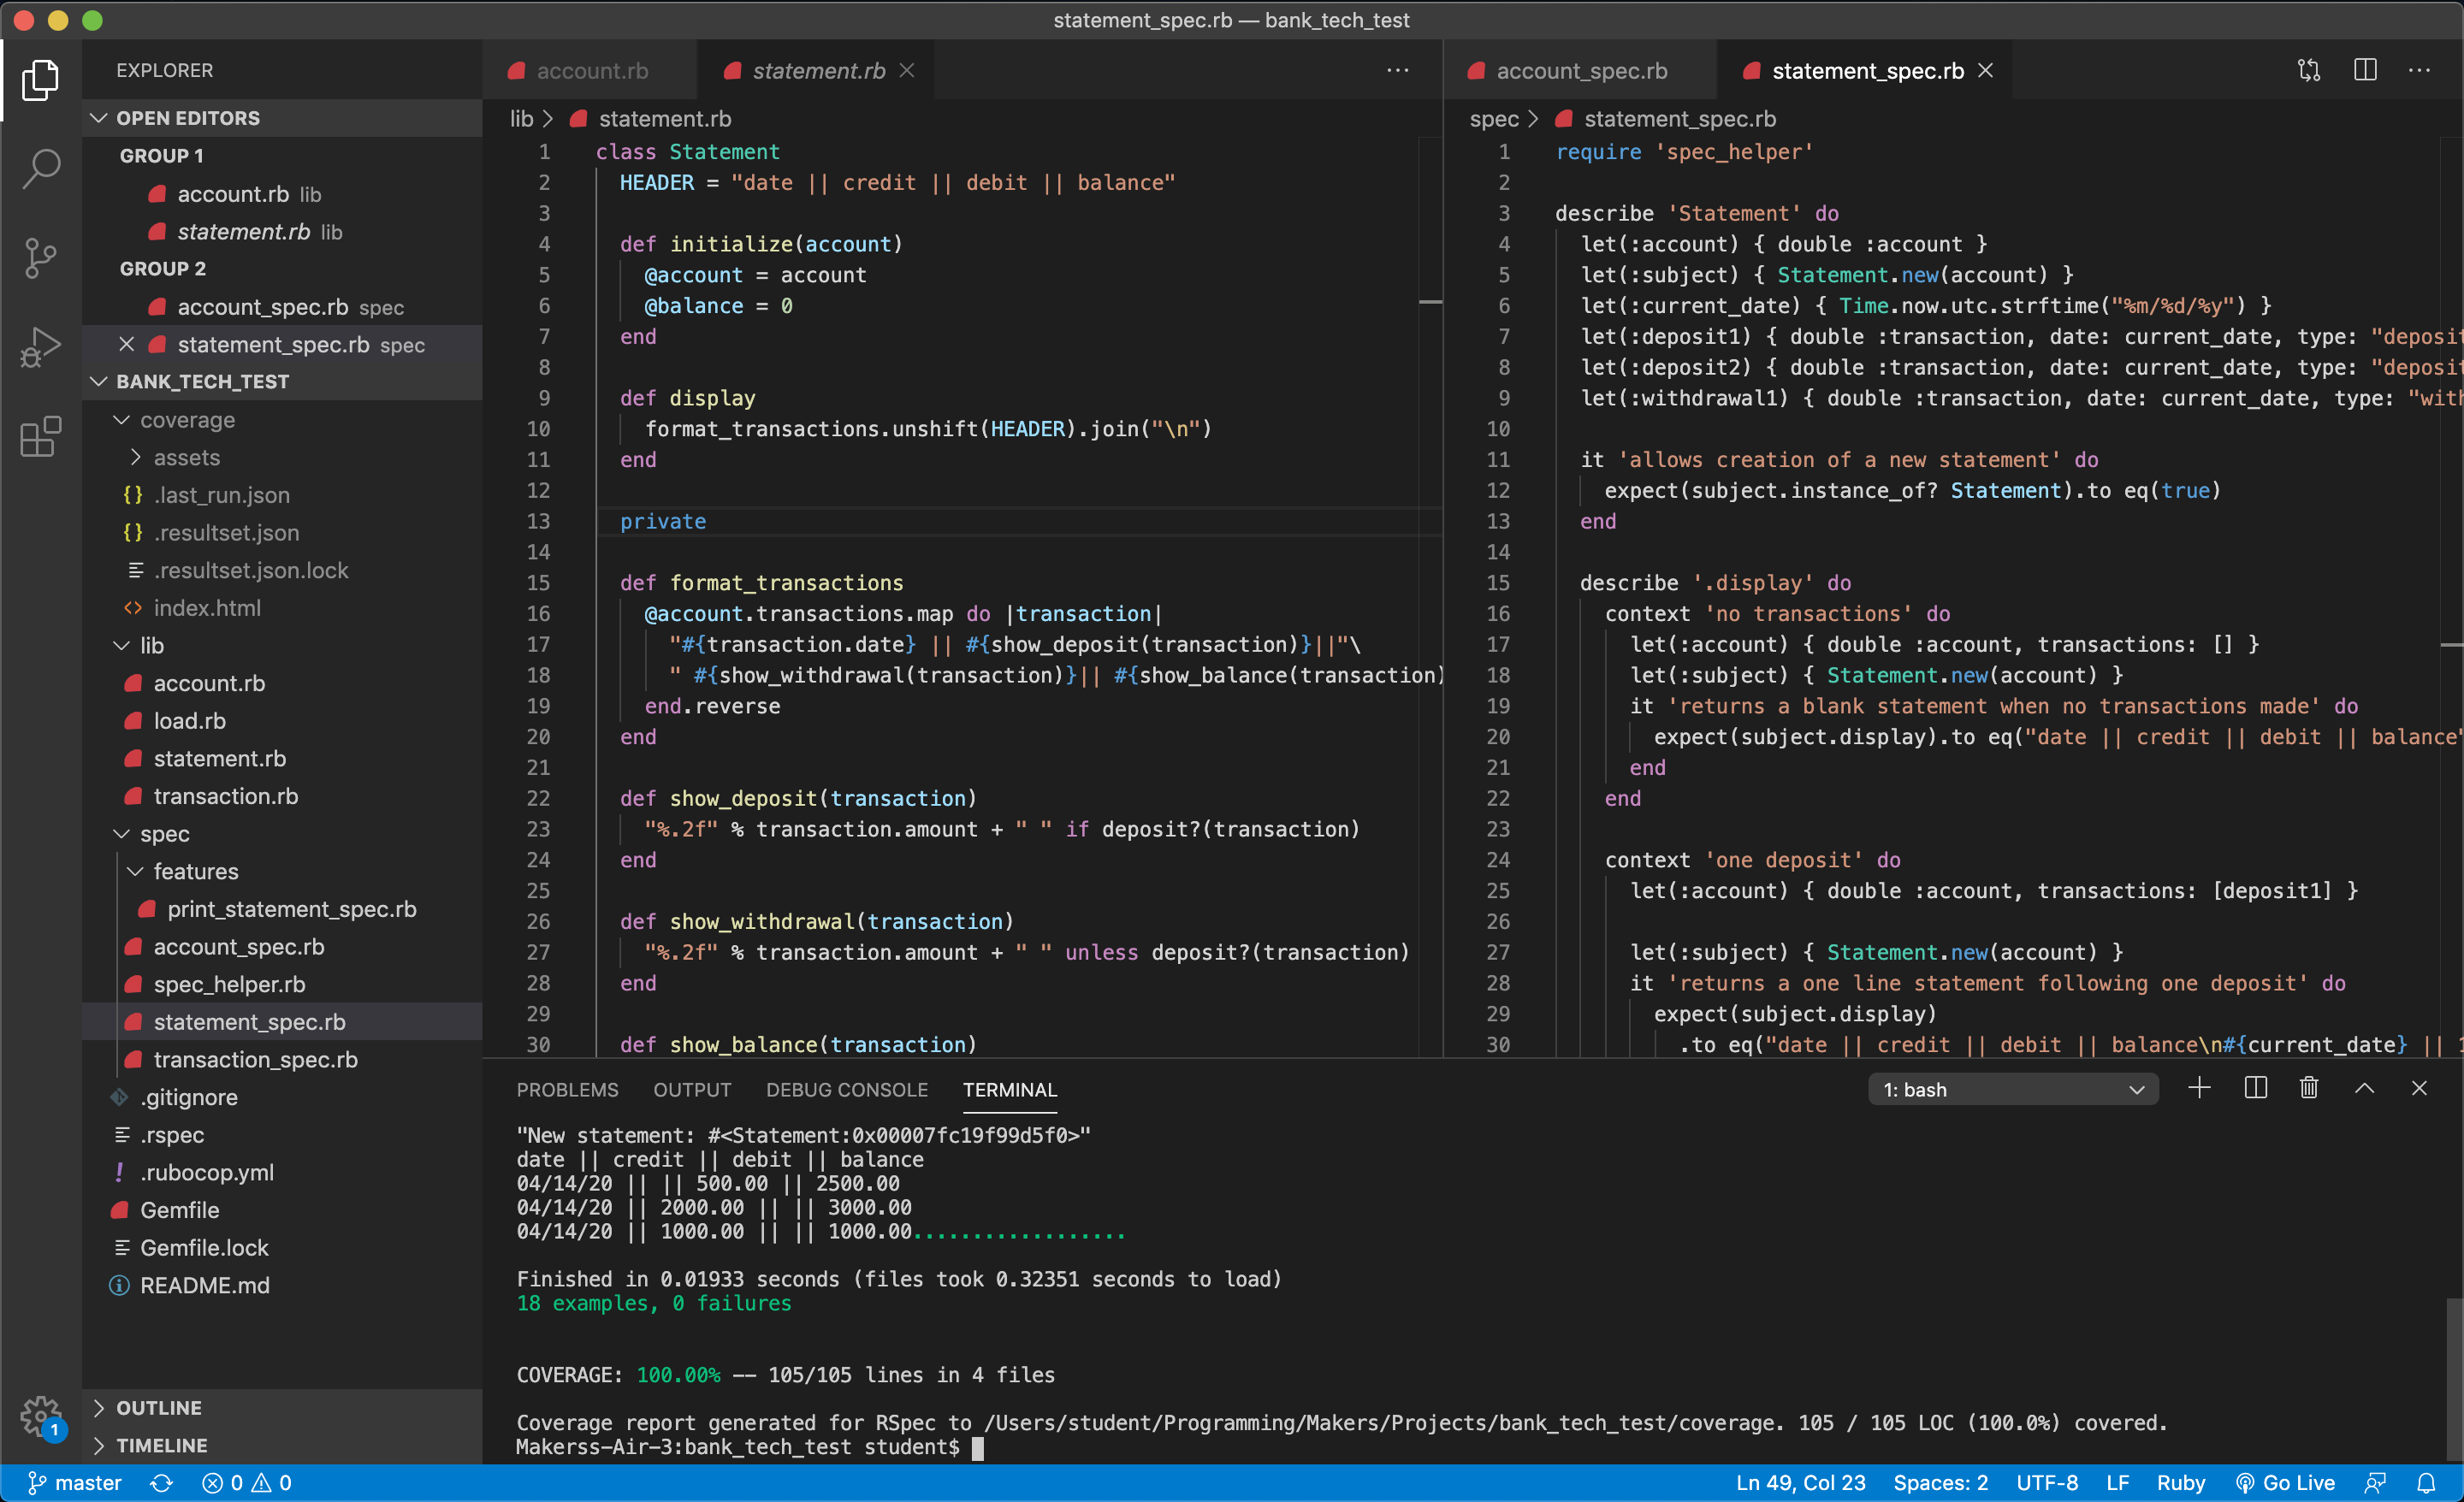 statement_spec.rb — bank_tech_test
EXPLORER
OPEN EDITORS
GROUP 1
account.rb lib
statement.rb lib
GROUP 2
account_spec.rb spec
statement_spec.rb spec
BANK_TECH_TEST
coverage
assets
{} .last_run.json
{} .resultset.json
.resultset.json.lock
<> index.html
lib
account.rb
load.rb
statement.rb
transaction.rb
spec
features
print_statement_spec.rb
account_spec.rb
spec_helper.rb
statement_spec.rb
transaction_spec.rb
.gitignore
.rspec
! .rubocop.yml
Gemfile
Gemfile.lock
README.md
OUTLINE
TIMELINE
1
account.rb
statement.rb
lib > statement.rb
1 class Statement
2 HEADER = "date || credit || debit || balance"
3
4 def initialize(account)
5 @account = account
6 @balance = 0
7 end
8
9 def display
10 format_transactions.unshift(HEADER).join("\n")
11 end
12
13 private
14
15 def format_transactions
16 @account.transactions.map do |transaction|
17 "#{transaction.date} || #{show_deposit(transaction)}||"\
18 " #{show_withdrawal(transaction)}|| #{show_balance(transaction)
19 end.reverse
20 end
21
22 def show_deposit(transaction)
23 "%.2f" % transaction.amount + " " if deposit?(transaction)
24 end
25
26 def show_withdrawal(transaction)
27 "%.2f" % transaction.amount + " " unless deposit?(transaction)
28 end
29
30 def show_balance(transaction)
account_spec.rb
statement_spec.rb
spec > statement_spec.rb
1 require 'spec_helper'
2
3 describe 'Statement' do
4 let(:account) { double :account }
5 let(:subject) { Statement.new(account) }
6 let(:current_date) { Time.now.utc.strftime("%m/%d/%y") }
7 let(:deposit1) { double :transaction, date: current_date, type: "deposit
8 let(:deposit2) { double :transaction, date: current_date, type: "deposit
9 let(:withdrawal1) { double :transaction, date: current_date, type: "with
10
11 it 'allows creation of a new statement' do
12 expect(subject.instance_of? Statement).to eq(true)
13 end
14
15 describe '.display' do
16 context 'no transactions' do
17 let(:account) { double :account, transactions: [] }
18 let(:subject) { Statement.new(account) }
19 it 'returns a blank statement when no transactions made' do
20 expect(subject.display).to eq("date || credit || debit || balance"
21 end
22 end
23
24 context 'one deposit' do
25 let(:account) { double :account, transactions: [deposit1] }
26
27 let(:subject) { Statement.new(account) }
28 it 'returns a one line statement following one deposit' do
29 expect(subject.display)
30 .to eq("date || credit || debit || balance\n#{current_date} || 1
PROBLEMS OUTPUT DEBUG CONSOLE TERMINAL
1: bash
"New statement: #<Statement:0x00007fc19f99d5f0>"
date || credit || debit || balance
04/14/20 || || 500.00 || 2500.00
04/14/20 || 2000.00 || || 3000.00
04/14/20 || 1000.00 || || 1000.00..................
Finished in 0.01933 seconds (files took 0.32351 seconds to load)
18 examples, 0 failures
COVERAGE: 100.00% -- 105/105 lines in 4 files
Coverage report generated for RSpec to /Users/student/Programming/Makers/Projects/bank_tech_test/coverage. 105 / 105 LOC (100.0%) covered.
Makerss-Air-3:bank_tech_test student$
master 0 0
Ln 49, Col 23 Spaces: 2 UTF-8 LF Ruby Go Live